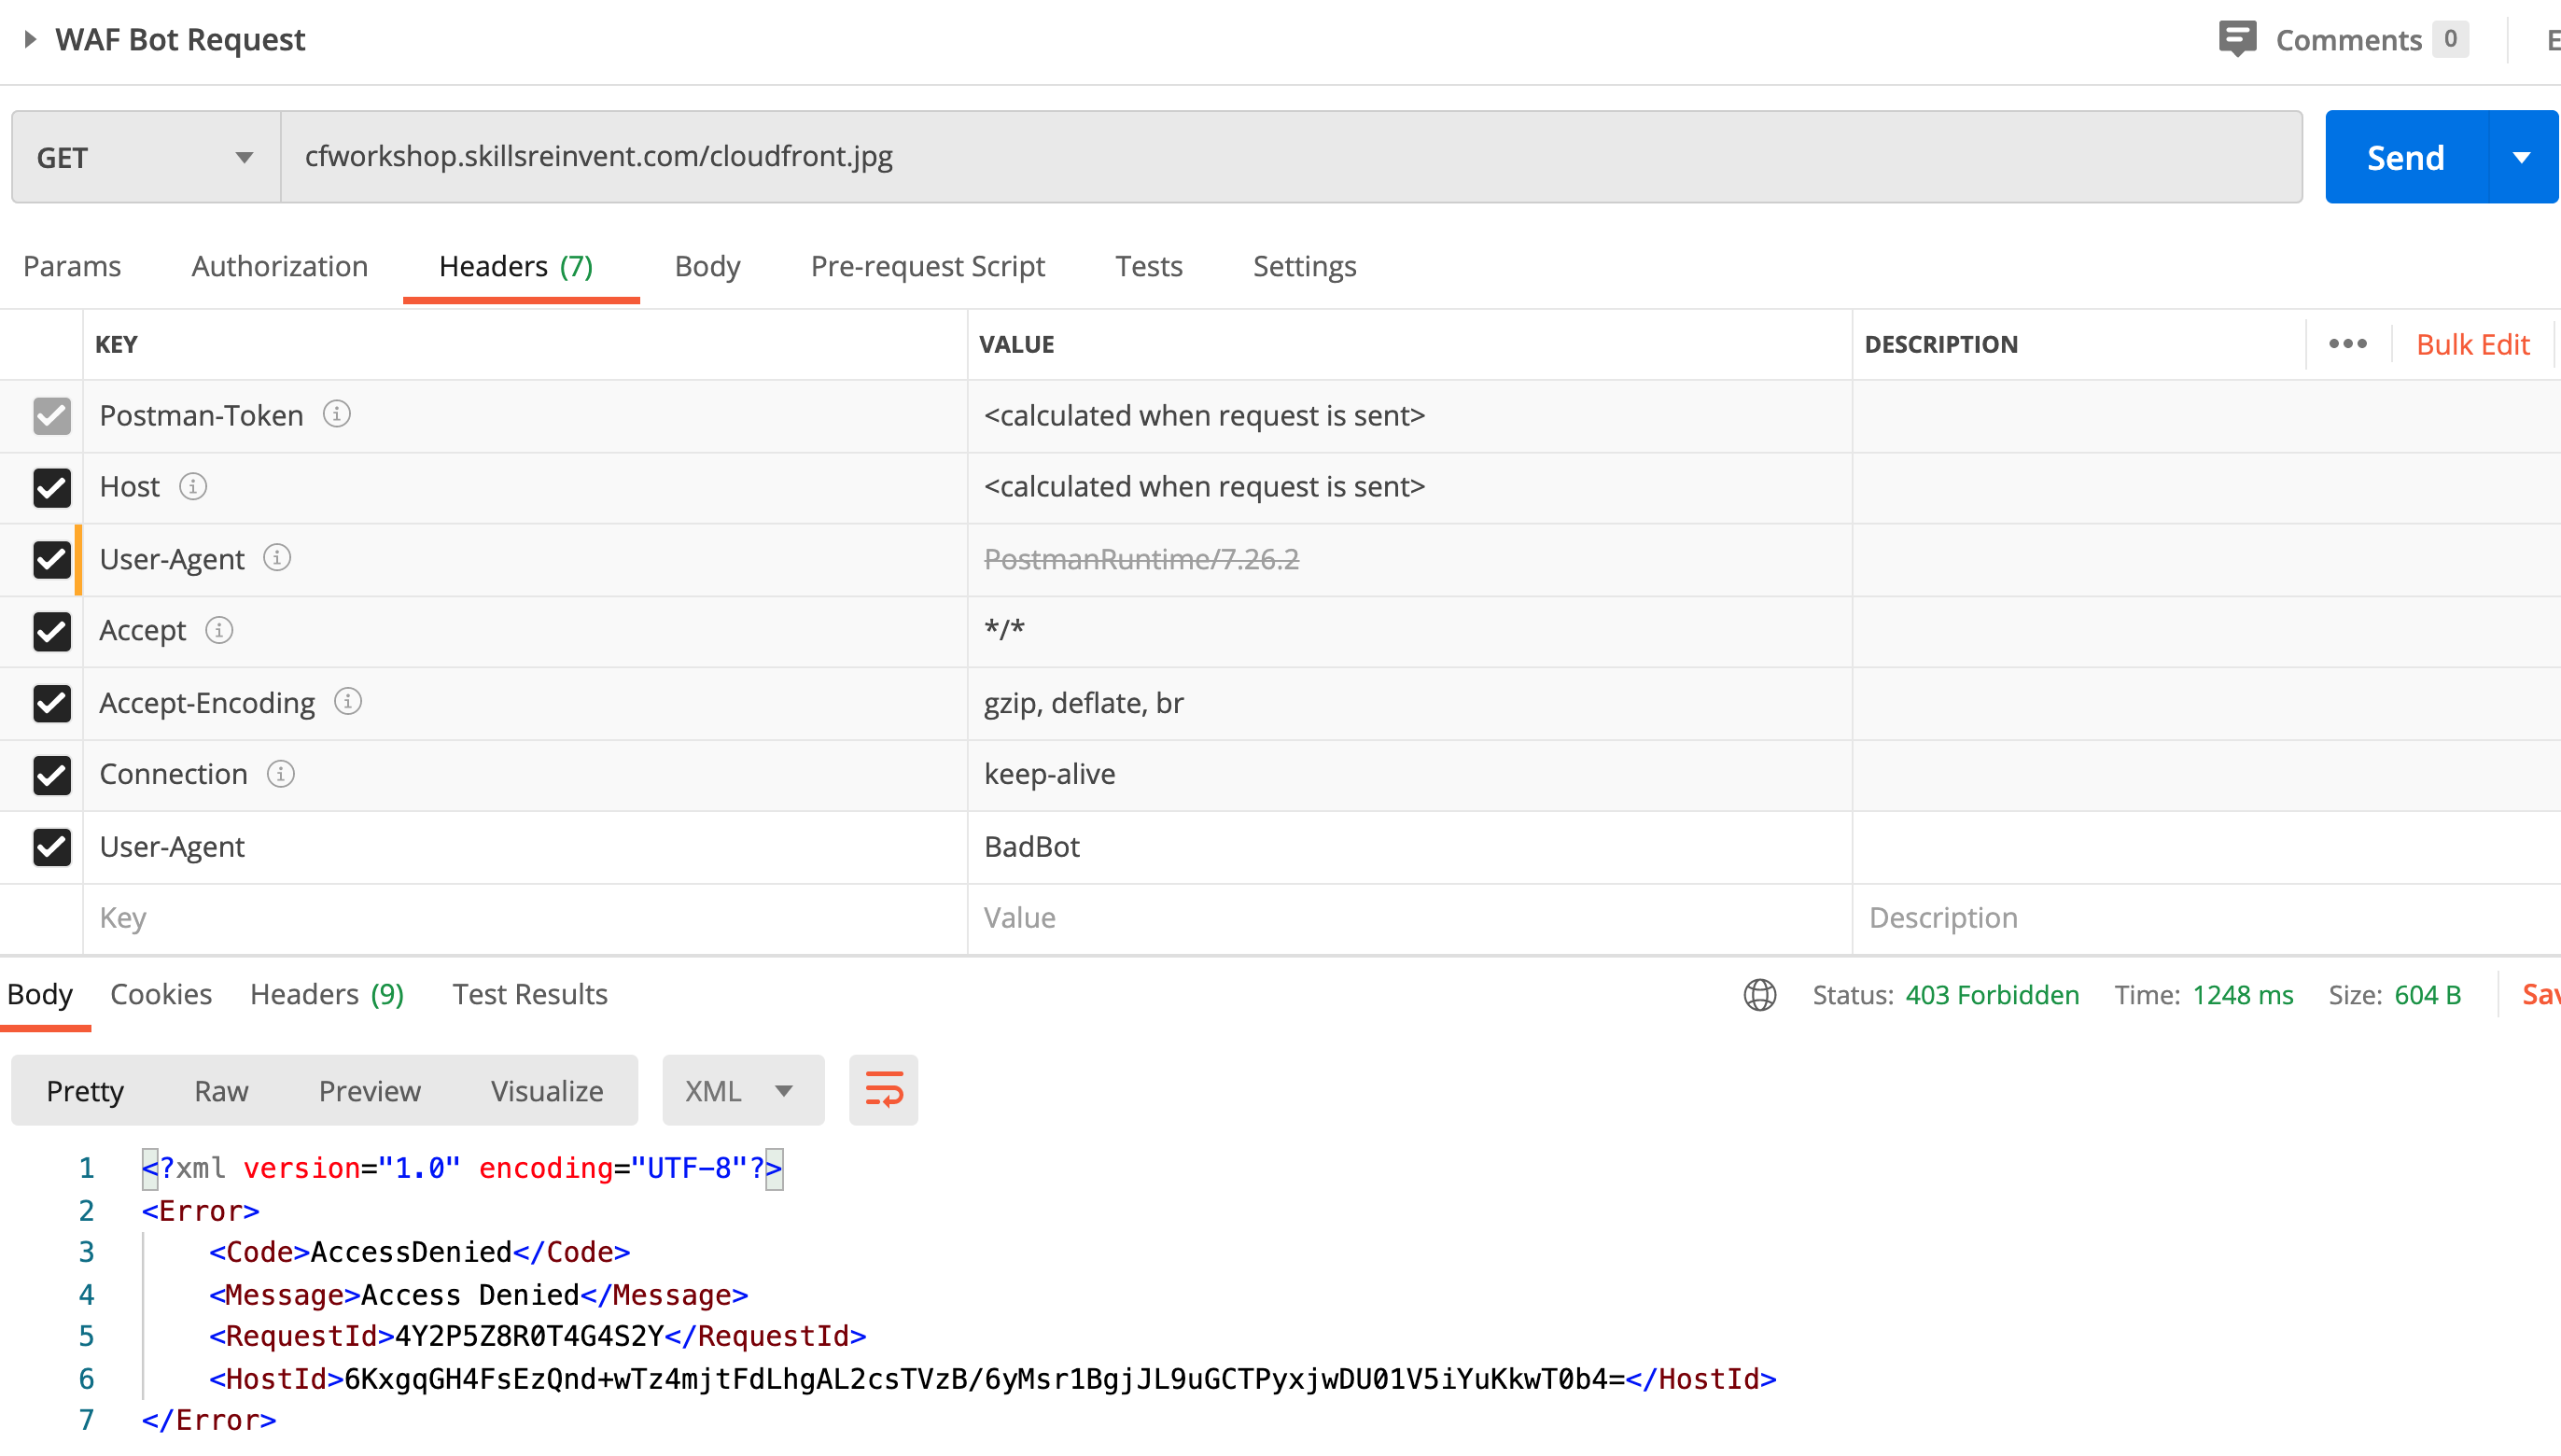 WAF Bot Request
Comments 0
GET cfworkshop.skillsreinvent.com/cloudfront.jpg Send
Params Authorization Headers (7) Body Pre-request Script Tests Settings
KEY VALUE DESCRIPTION ••• Bulk Edit
Postman-Token <calculated when request is sent>
Host <calculated when request is sent>
User-Agent PostmanRuntime/7.26.2
Accept */*
Accept-Encoding gzip, deflate, br
Connection keep-alive
User-Agent BadBot
Key Value Description
Body Cookies Headers (9) Test Results Status: 403 Forbidden Time: 1248 ms Size: 604 B Sav
Pretty Raw Preview Visualize XML
1 <?xml version="1.0" encoding="UTF-8"?>
2 <Error>
3 <Code>AccessDenied</Code>
4 <Message>Access Denied</Message>
5 <RequestId>4Y2P5Z8R0T4G4S2Y</RequestId>
6 <HostId>6KxgqGH4FsEzQnd+wTz4mjtFdLhgAL2csTVzB/6yMsr1BgjJL9uGCTPyxjwDU01V5iYuKkwT0b4=</HostId>
7 </Error>